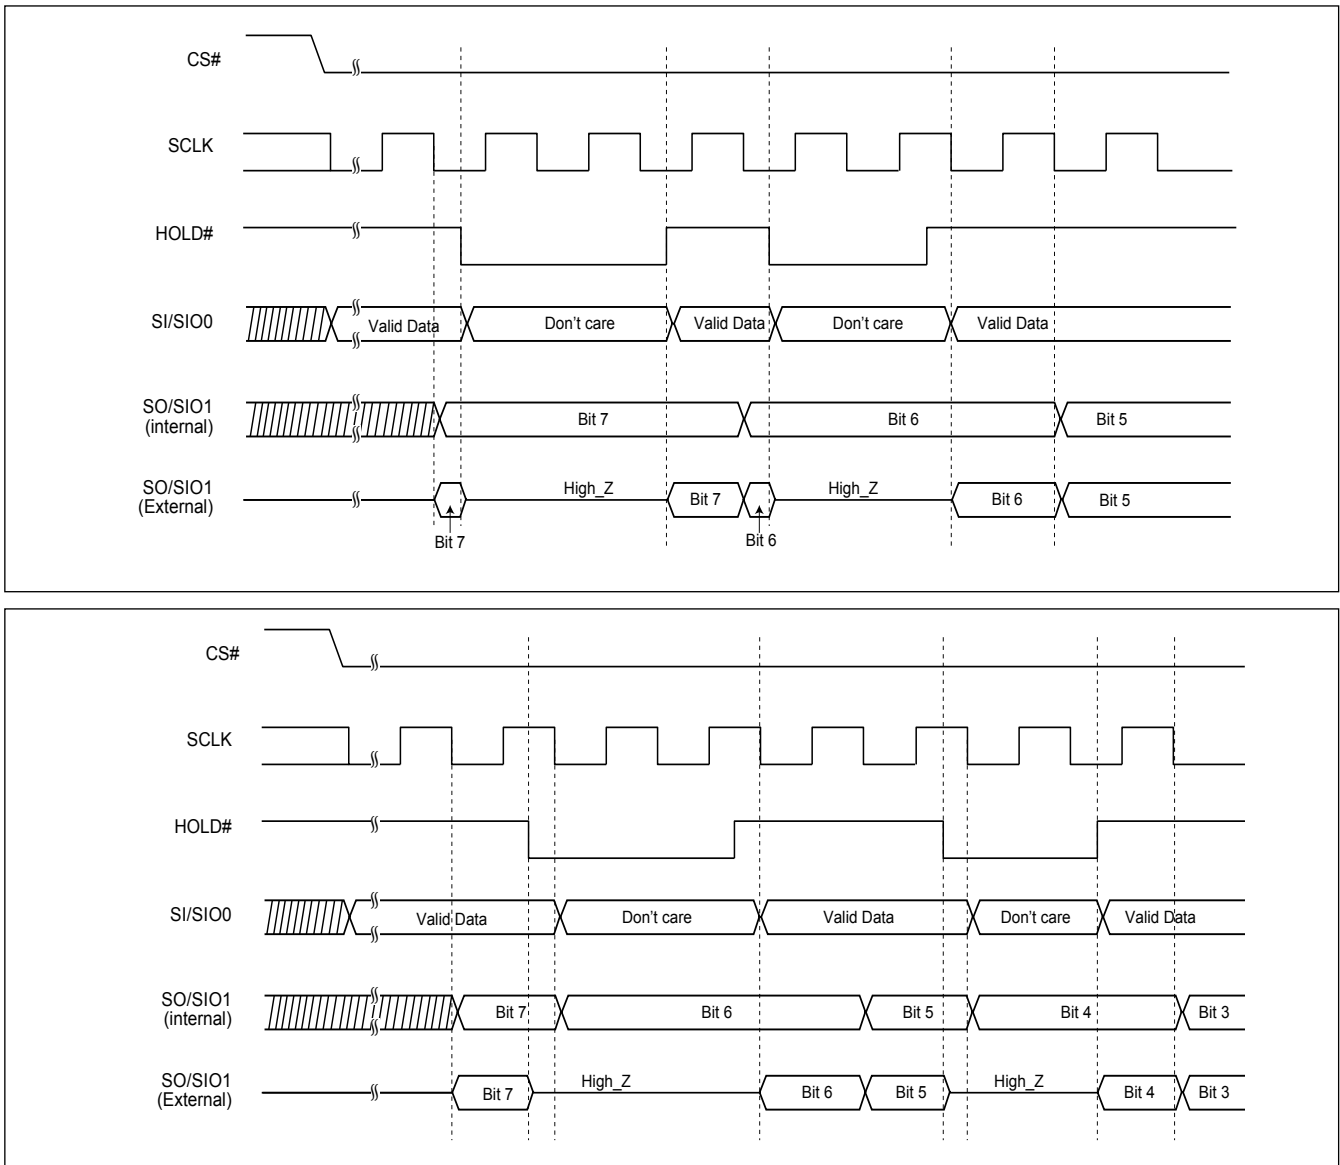 CS#
SCLK
HOLD#
SI/SIO0
Valid Data
Don't care
Valid Data
Don't care
Valid Data
SO/SIO1
(internal)
Bit 7
Bit 6
Bit 5
SO/SIO1
(External)
High_Z
Bit 7
High_Z
Bit 6
Bit 5
Bit 7
Bit 6
CS#
SCLK
HOLD#
SI/SIO0
Valid Data
Don't care
Valid Data
Don't care
Valid Data
SO/SIO1
(internal)
Bit 7
Bit 6
Bit 5
Bit 4
Bit 3
SO/SIO1
(External)
Bit 7
High_Z
Bit 6
Bit 5
High_Z
Bit 4
Bit 3